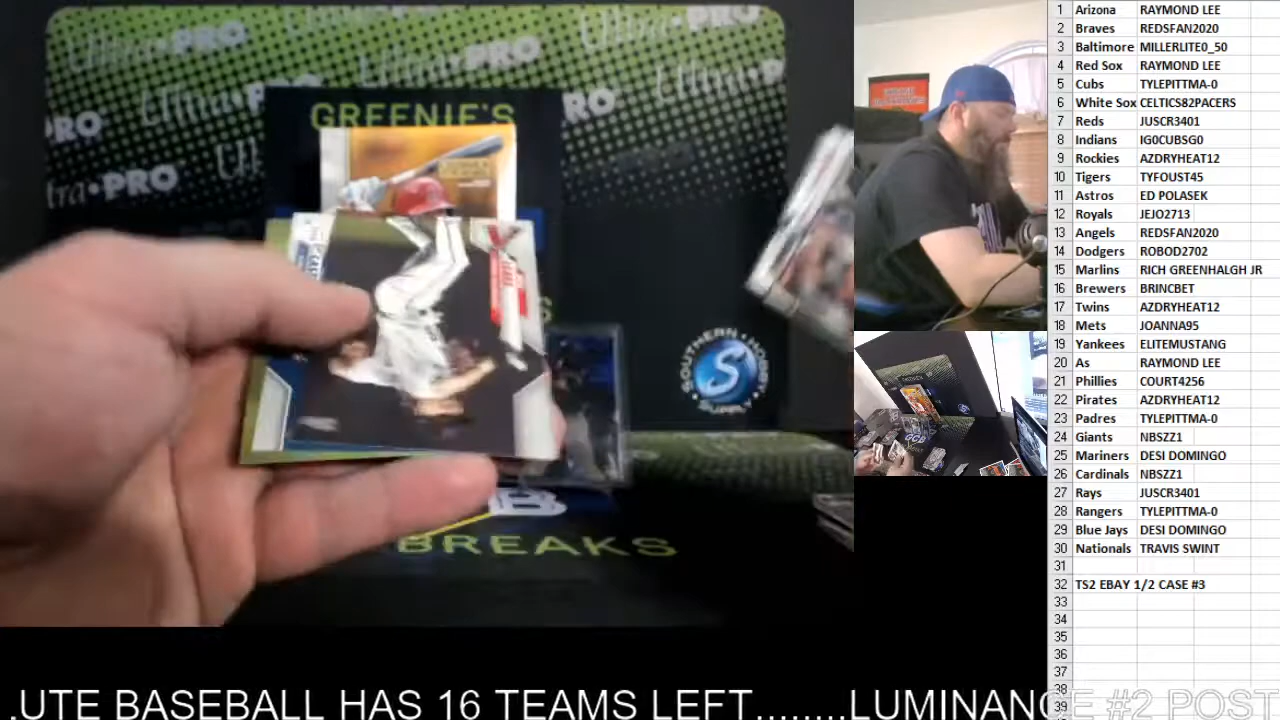 Ultra•PRO
Ultra•PRO
Ultra•PRO
PRO
GREENIE'S
SOUTHERN • HOBBY
SUPPLY
BREAKS
1 Arizona RAYMOND LEE
2 Braves REDSFAN2020
3 Baltimore MILLERLITE0_50
4 Red Sox RAYMOND LEE
5 Cubs TYLEPITTMA-0
6 White Sox CELTICS82PACERS
7 Reds JUSCR3401
8 Indians IG0CUBSG0
9 Rockies AZDRYHEAT12
10 Tigers TYFOUST45
11 Astros ED POLASEK
12 Royals JEJO2713
13 Angels REDSFAN2020
14 Dodgers ROBOD2702
15 Marlins RICH GREENHALGH JR
16 Brewers BRINCBET
17 Twins AZDRYHEAT12
18 Mets JOANNA95
19 Yankees ELITEMUSTANG
20 As RAYMOND LEE
21 Phillies COURT4256
22 Pirates AZDRYHEAT12
23 Padres TYLEPITTMA-0
24 Giants NBSZZ1
25 Mariners DESI DOMINGO
26 Cardinals NBSZZ1
27 Rays JUSCR3401
28 Rangers TYLEPITTMA-0
29 Blue Jays DESI DOMINGO
30 Nationals TRAVIS SWINT
31
32 TS2 EBAY 1/2 CASE #3
33
34
35
36
37
38
39
.UTE BASEBALL HAS 16 TEAMS LEFT........LUMINANCE #2 POST